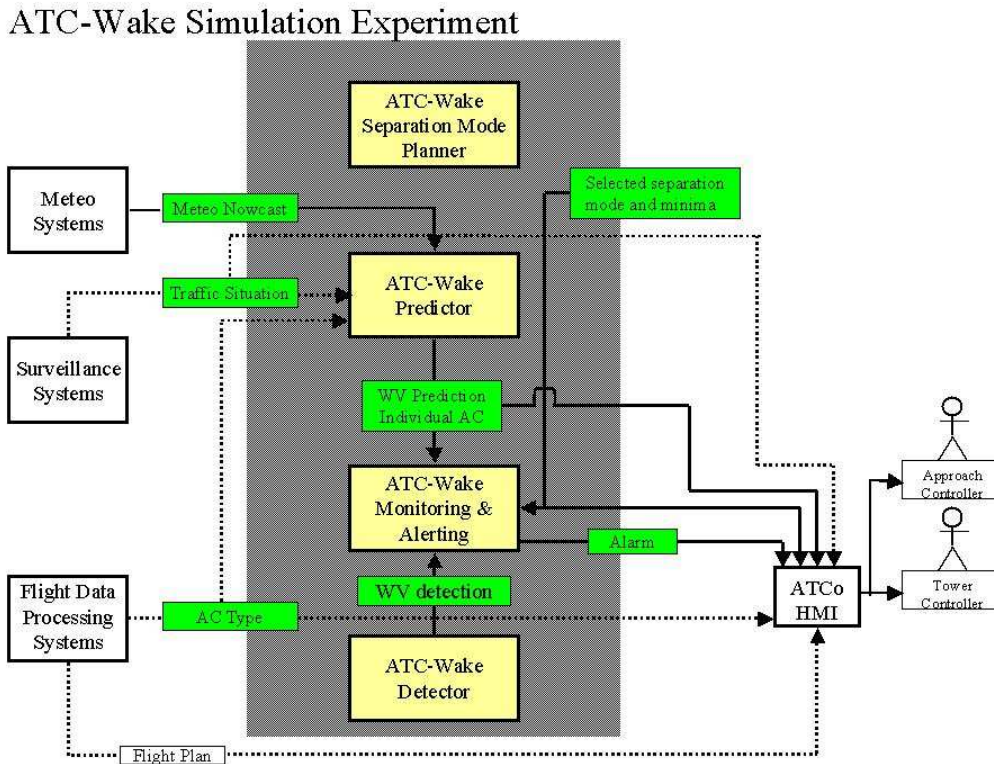 ATC-Wake Simulation Experiment
ATC-Wake
Separation Mode
Planner
Meteo
Systems
Meteo Nowcast
Selected separation
mode and minima
ATC-Wake
Predictor
Traffic Situation
Surveillance
Systems
WV Prediction
Individual AC
ATC-Wake
Monitoring &
Alerting
Approach
Controller
Alarm
WV detection
Flight Data
Processing
Systems
AC Type
ATCo
HMI
Tower
Controller
ATC-Wake
Detector
Flight Plan